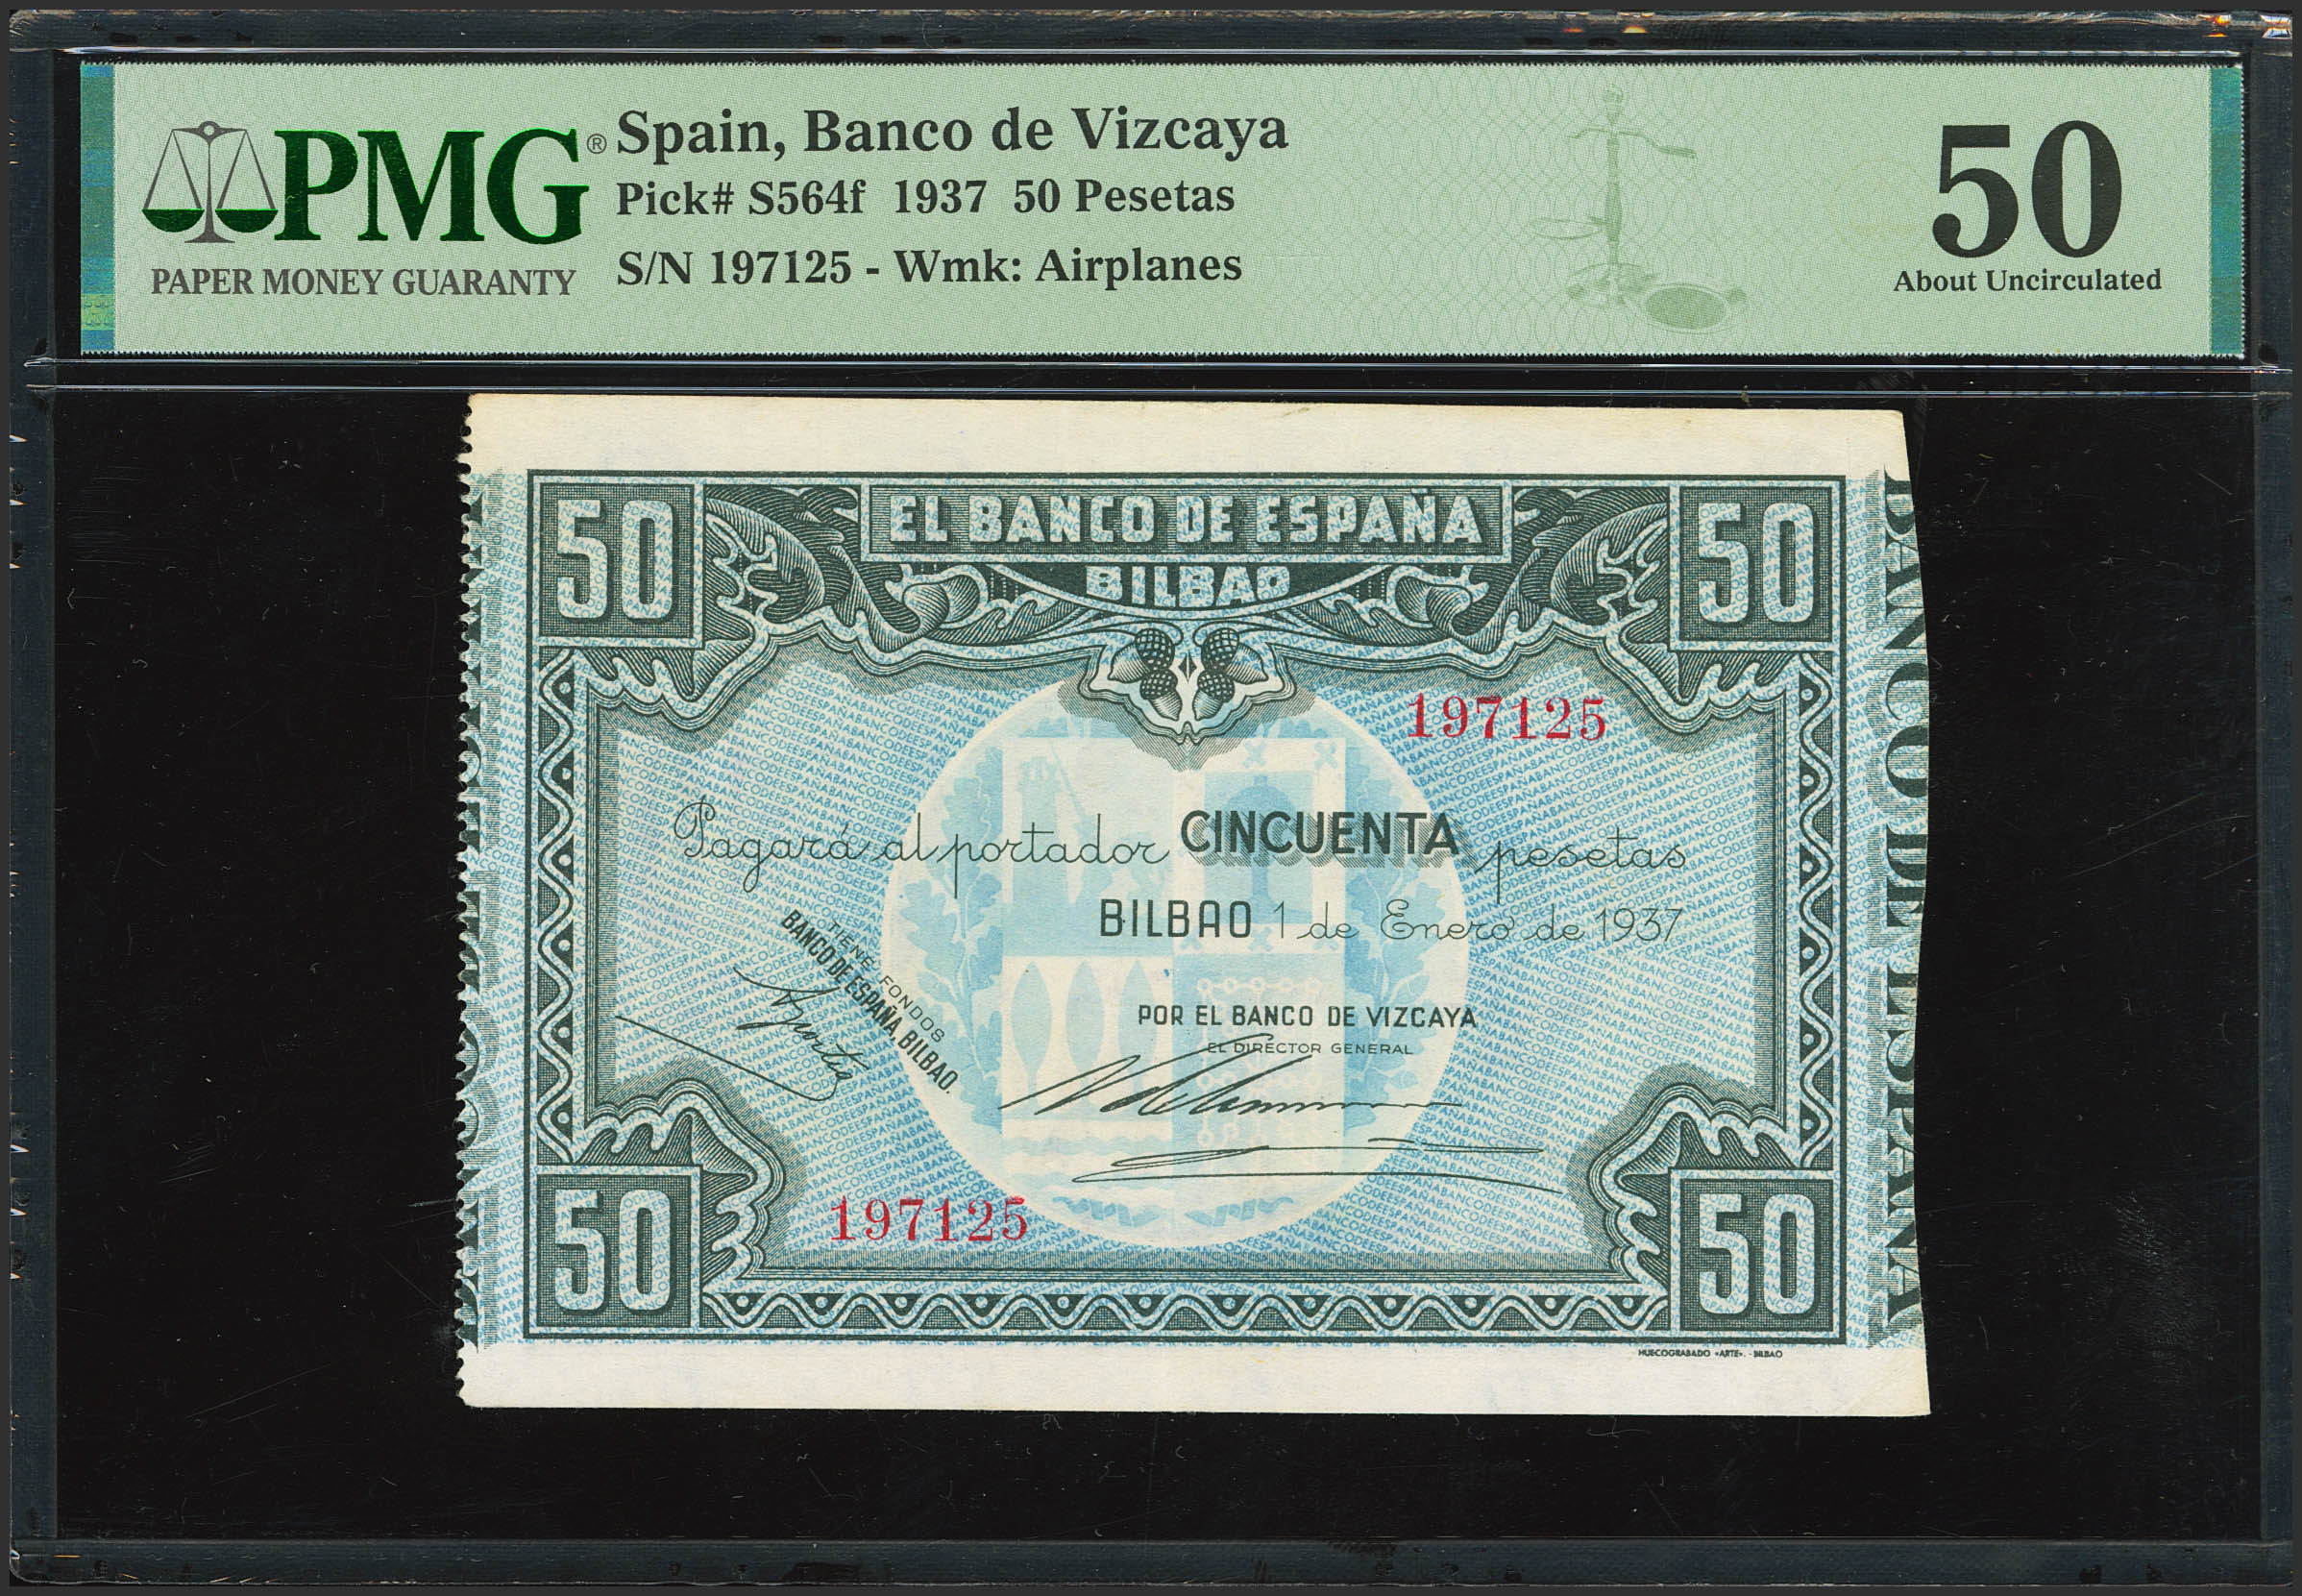 PMG®
PAPER MONEY GUARANTY
Spain, Banco de Vizcaya
Pick# S564f 1937 50 Pesetas
S/N 197125 - Wmk: Airplanes
50
About Uncirculated
50
EL BANCO DE ESPAÑA
50
BILBAO
197125
Pagará al portador CINCUENTA pesetas
BILBAO 1 de Enero de 1937
TIENE FONDOS
BANCO DE ESPAÑA, BILBAO.
POR EL BANCO DE VIZCAYA
EL DIRECTOR GENERAL
197125
50
50
HUECOGRABADO «ARTE». - BILBAO
BANCO DE ESPAÑA